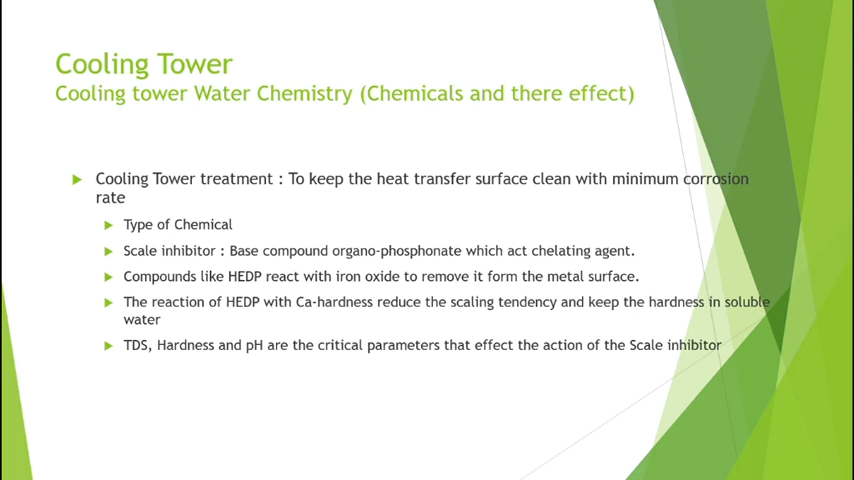 Cooling Tower
Cooling tower Water Chemistry (Chemicals and there effect)
Cooling Tower treatment : To keep the heat transfer surface clean with minimum corrosion
rate
Type of Chemical
Scale inhibitor : Base compound organo-phosphonate which act chelating agent.
Compounds like HEDP react with iron oxide to remove it form the metal surface.
The reaction of HEDP with Ca-hardness reduce the scaling tendency and keep the hardness in soluble
water
TDS, Hardness and pH are the critical parameters that effect the action of the Scale inhibitor